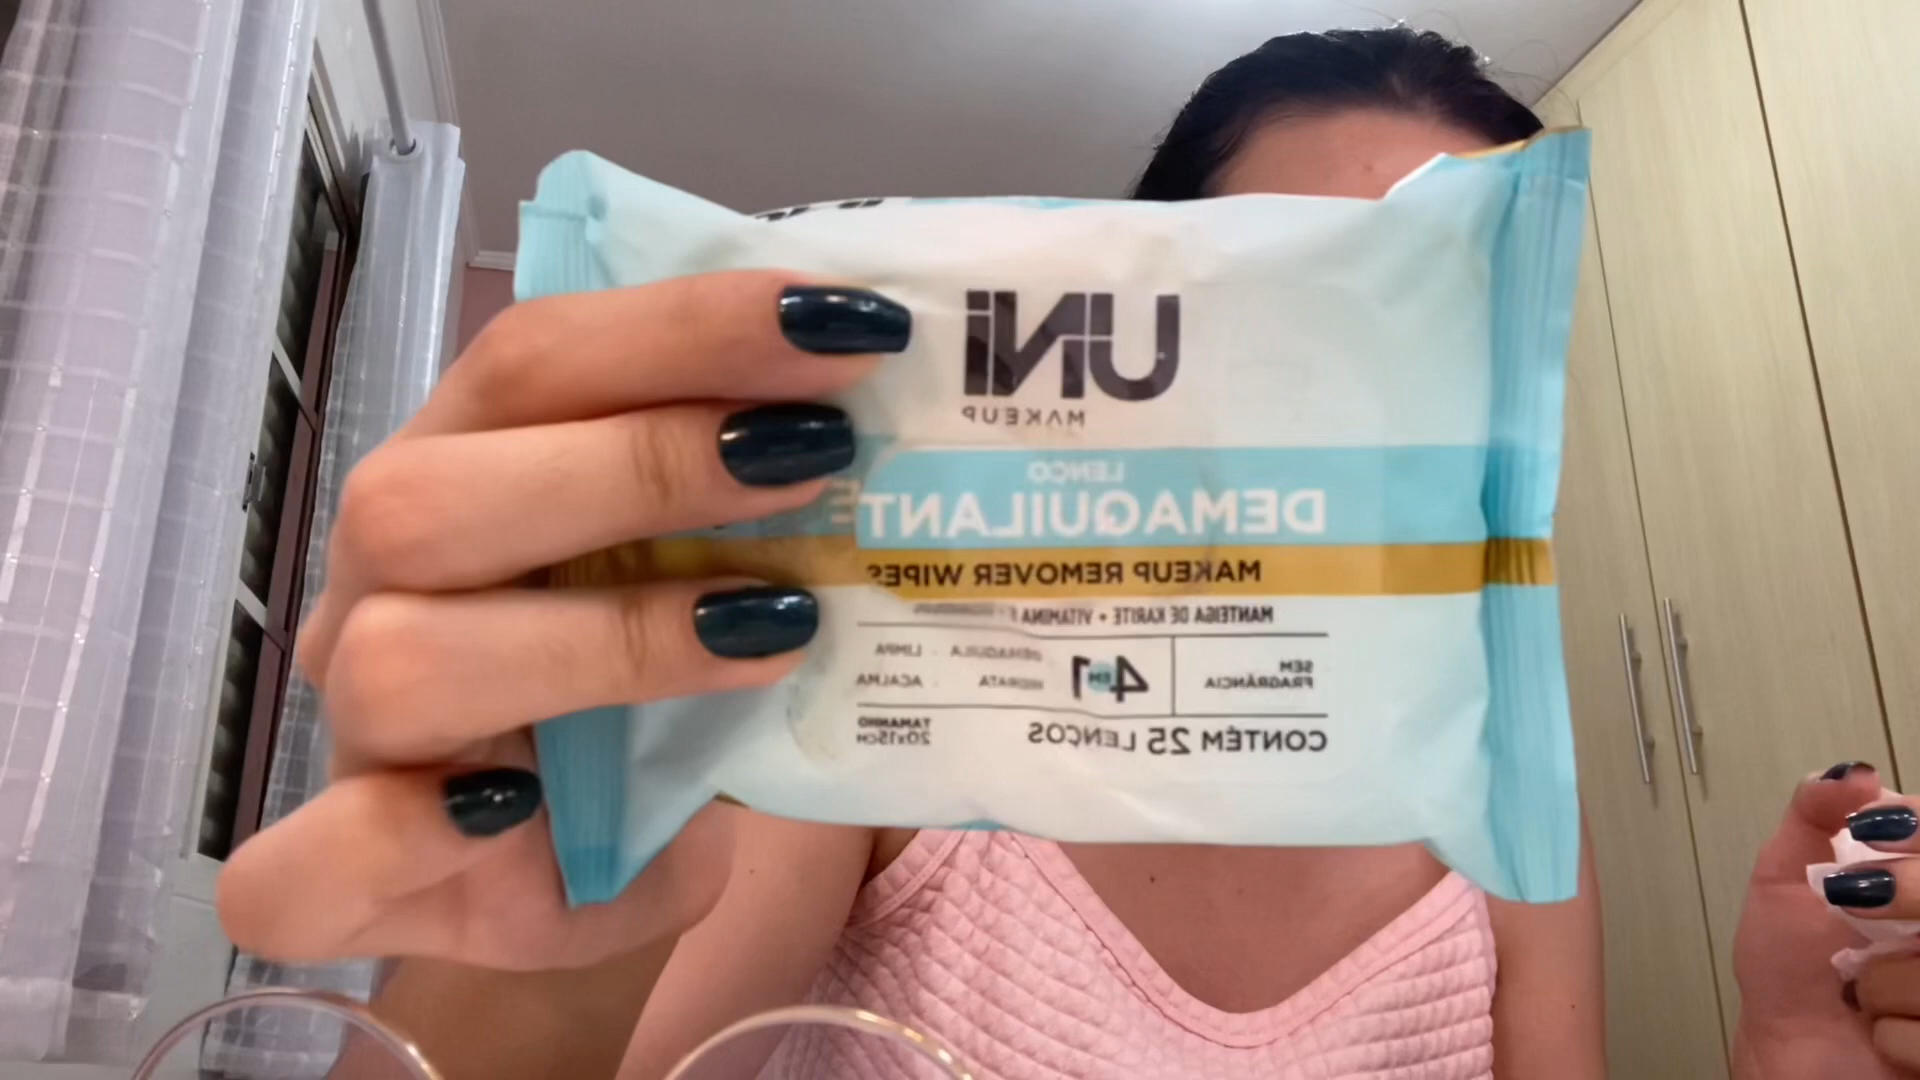 UNi
MAKEUP
LENÇO
DEMAQUILANTE
MAKEUP REMOVER WIPES
MANTEIGA DE KARITÉ + VITAMINA
SEM
FRAGRÂNCIA
4 EM 1
DEMAQUILA . LIMPA
HIDRATA . ACALMA
CONTÉM 25 LENÇOS
TAMANHO
20x15CM